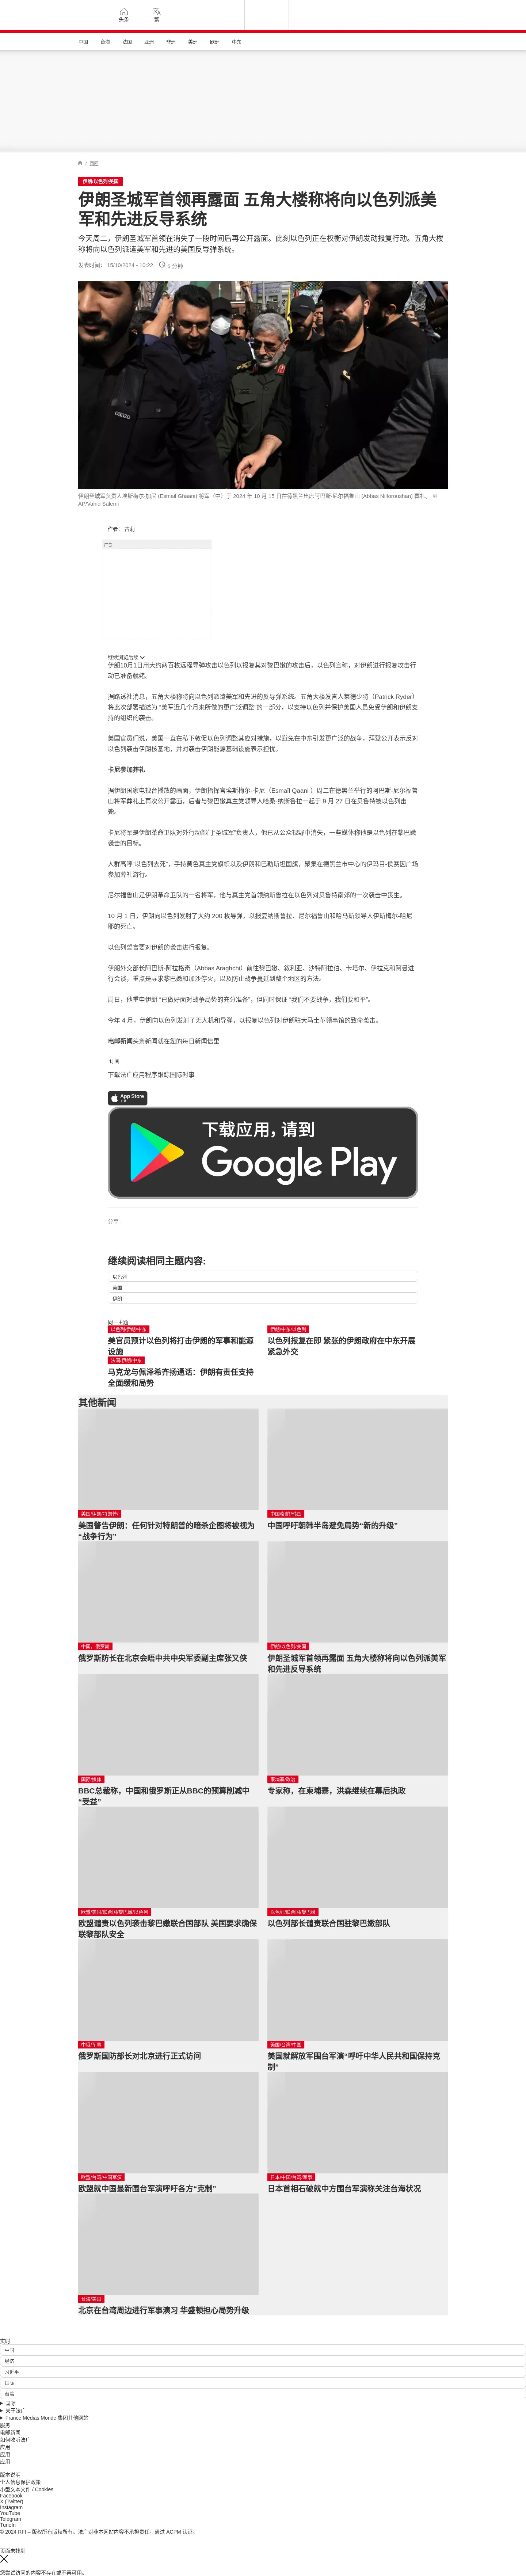 头条
繁
中国
台海
法国
亚洲
非洲
美洲
欧洲
中东
/ 国际
伊朗/以色列/美国
伊朗圣城军首领再露面 五角大楼称将向以色列派美
军和先进反导系统
今天周二，伊朗圣城军首领在消失了一段时间后再公开露面。此刻以色列正在权衡对伊朗发动报复行动。五角大楼
称将向以色列派遣美军和先进的美国反导弹系统。
发表时间： 15/10/2024 - 10:22 6 分钟
伊朗圣城军负责人埃斯梅尔·加尼 (Esmail Ghaani) 将军（中）于 2024 年 10 月 15 日在德黑兰出席阿巴斯·尼尔福鲁山 (Abbas Nilforoushan) 葬礼。 ©
AP/Vahid Salemi
作者： 古莉
广告
继续浏览后续
伊朗10月1日用大约两百枚远程导弹攻击以色列以报复其对黎巴嫩的攻击后，以色列宣称，对伊朗进行报复攻击行
动已准备就绪。
据路透社消息，五角大楼称将向以色列派遣美军和先进的反导弹系统。五角大楼发言人莱德少将（Patrick Ryder）
将此次部署描述为 “美军近几个月来所做的更广泛调整”的一部分，以支持以色列并保护美国人员免受伊朗和伊朗支
持的组织的袭击。
美国官员们说，美国一直在私下敦促以色列调整其应对措施，以避免在中东引发更广泛的战争，拜登公开表示反对
以色列袭击伊朗核基地，并对袭击伊朗能源基础设施表示担忧。
卡尼参加葬礼
据伊朗国家电视台播放的画面，伊朗指挥官埃斯梅尔-卡尼（Esmail Qaani ）周二在德黑兰举行的阿巴斯-尼尔福鲁
山将军葬礼上再次公开露面，后者与黎巴嫩真主党领导人哈桑-纳斯鲁拉一起于 9 月 27 日在贝鲁特被以色列击
毙。
卡尼将军是伊朗革命卫队对外行动部门“圣城军”负责人，他已从公众视野中消失，一些媒体称他是以色列在黎巴嫩
袭击的目标。
人群高呼“以色列去死”，手持黄色真主党旗帜以及伊朗和巴勒斯坦国旗，聚集在德黑兰市中心的伊玛目-侯赛因广场
参加葬礼游行。
尼尔福鲁山是伊朗革命卫队的一名将军，他与真主党首领纳斯鲁拉在以色列对贝鲁特南郊的一次袭击中丧生。
10 月 1 日，伊朗向以色列发射了大约 200 枚导弹，以报复纳斯鲁拉、尼尔福鲁山和哈马斯领导人伊斯梅尔-哈尼
耶的死亡。
以色列誓言要对伊朗的袭击进行报复。
伊朗外交部长阿巴斯-阿拉格奇（Abbas Araghchi）前往黎巴嫩、叙利亚、沙特阿拉伯、卡塔尔、伊拉克和阿曼进
行会谈，重点是寻求黎巴嫩和加沙停火，以及防止战争蔓延到整个地区的方法。
周日，他重申伊朗 “已做好面对战争局势的充分准备”，但同时保证 “我们不要战争，我们要和平”。
今年 4 月，伊朗向以色列发射了无人机和导弹，以报复以色列对伊朗驻大马士革领事馆的致命袭击。
电邮新闻头条新闻就在您的每日新闻信里
订阅
下载法广应用程序跟踪国际时事
App Store
下载
下载应用，请到
Google Play
分享 :
继续阅读相同主题内容:
以色列
美国
伊朗
同一主题
以色列/伊朗/中东
美官员预计以色列将打击伊朗的军事和能源
设施
伊朗/中东/以色列
以色列报复在即 紧张的伊朗政府在中东开展
紧急外交
法国/伊朗/中东
马克龙与佩泽希齐扬通话：伊朗有责任支持
全面缓和局势
其他新闻
美国/伊朗/特朗普/
美国警告伊朗：任何针对特朗普的暗杀企图将被视为
“战争行为”
中国/朝鲜/韩国
中国呼吁朝韩半岛避免局势“新的升级”
中国、俄罗斯
俄罗斯防长在北京会晤中共中央军委副主席张又侠
伊朗/以色列/美国
伊朗圣城军首领再露面 五角大楼称将向以色列派美军
和先进反导系统
国际/媒体
BBC总裁称，中国和俄罗斯正从BBC的预算削减中
“受益”
柬埔寨/政治
专家称，在柬埔寨，洪森继续在幕后执政
欧盟/美国/联合国/黎巴嫩/以色列
欧盟谴责以色列袭击黎巴嫩联合国部队 美国要求确保
联黎部队安全
以色列/联合国/黎巴嫩
以色列部长谴责联合国驻黎巴嫩部队
中俄/军事
俄罗斯国防部长对北京进行正式访问
美国/台湾/中国
美国就解放军围台军演“呼吁中华人民共和国保持克
制”
欧盟/台湾/中国军演
欧盟就中国最新围台军演呼吁各方“克制”
日本/中国/台湾/军事
日本首相石破就中方围台军演称关注台海状况
台海/美国
北京在台湾周边进行军事演习 华盛顿担心局势升级
实时
中国
经济
习近平
国际
台湾
国际
关于法广
France Médias Monde 集团其他网站
服务
电邮新闻
如何收听法广
应用
应用
应用
版本说明
个人信息保护政策
小型文本文件 / Cookies
Facebook
X (Twitter)
Instagram
YouTube
Telegram
TuneIn
© 2024 RFI – 版权所有版权所有。法广对非本网站内容不承担责任。通过 ACPM 认证。
页面未找到
您尝试访问的内容不存在或不再可用。